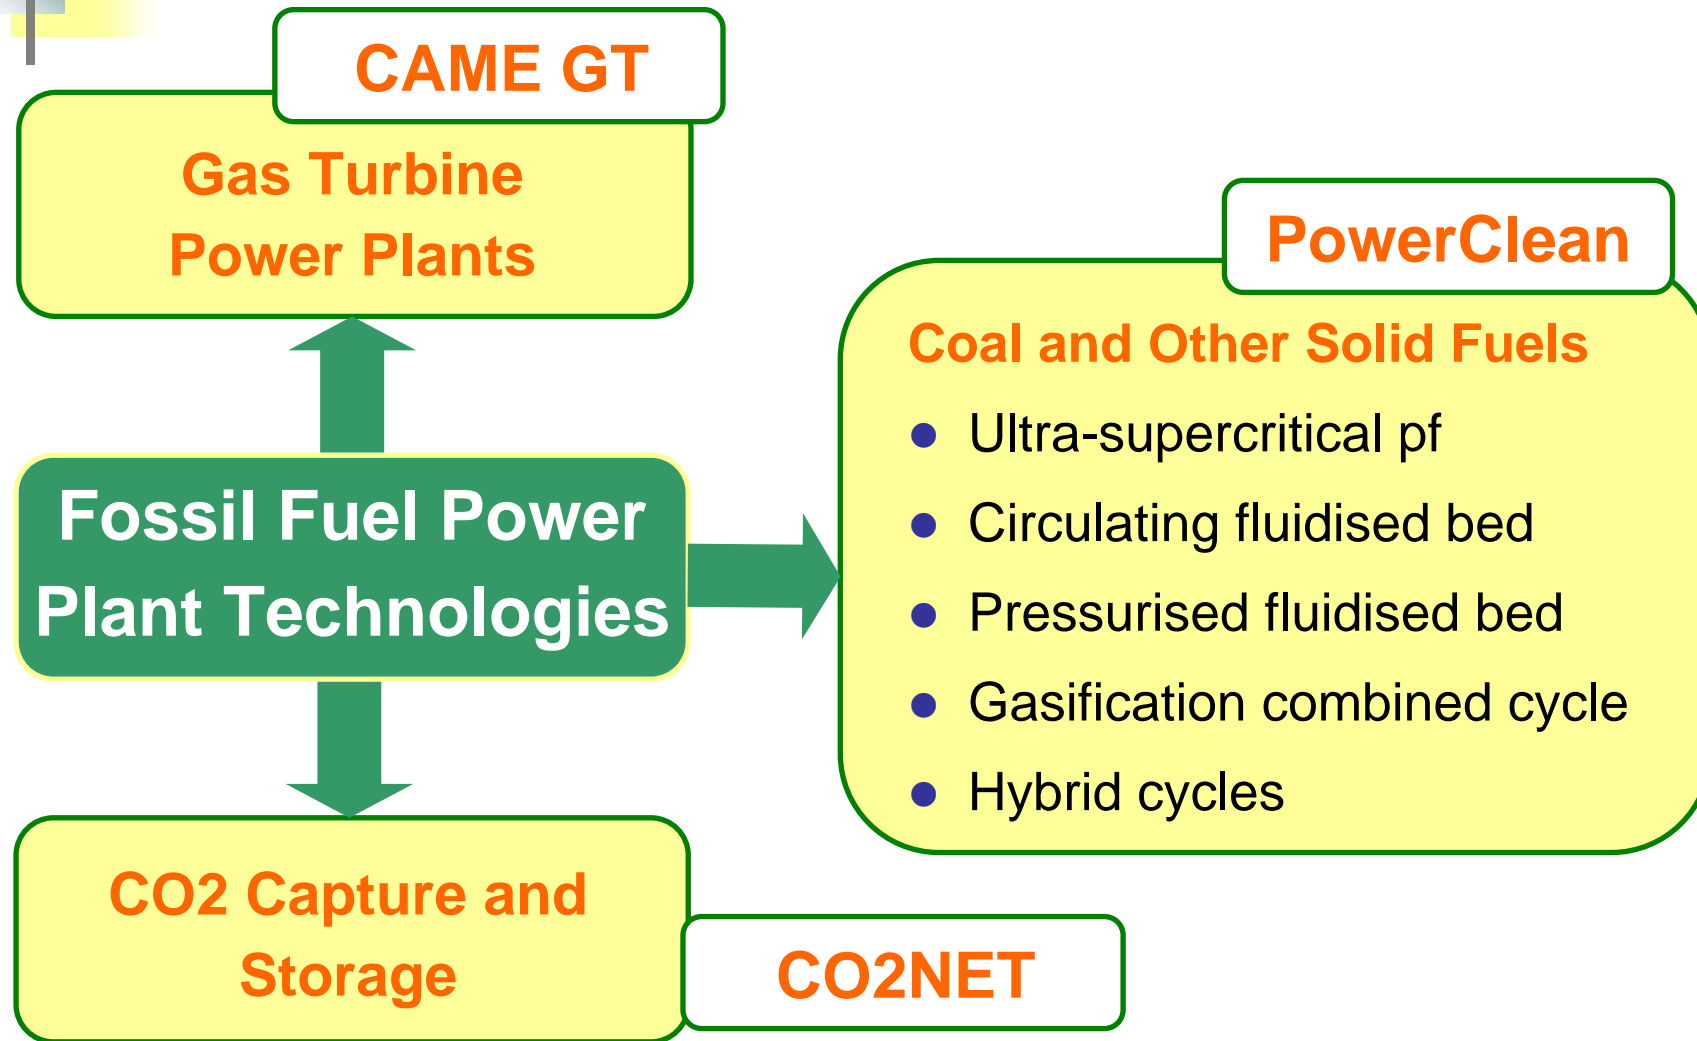 CAME GT
Gas Turbine
Power Plants
PowerClean
Coal and Other Solid Fuels
● Ultra-supercritical pf
● Circulating fluidised bed
● Pressurised fluidised bed
● Gasification combined cycle
● Hybrid cycles
Fossil Fuel Power
Plant Technologies
CO2 Capture and
Storage
CO2NET